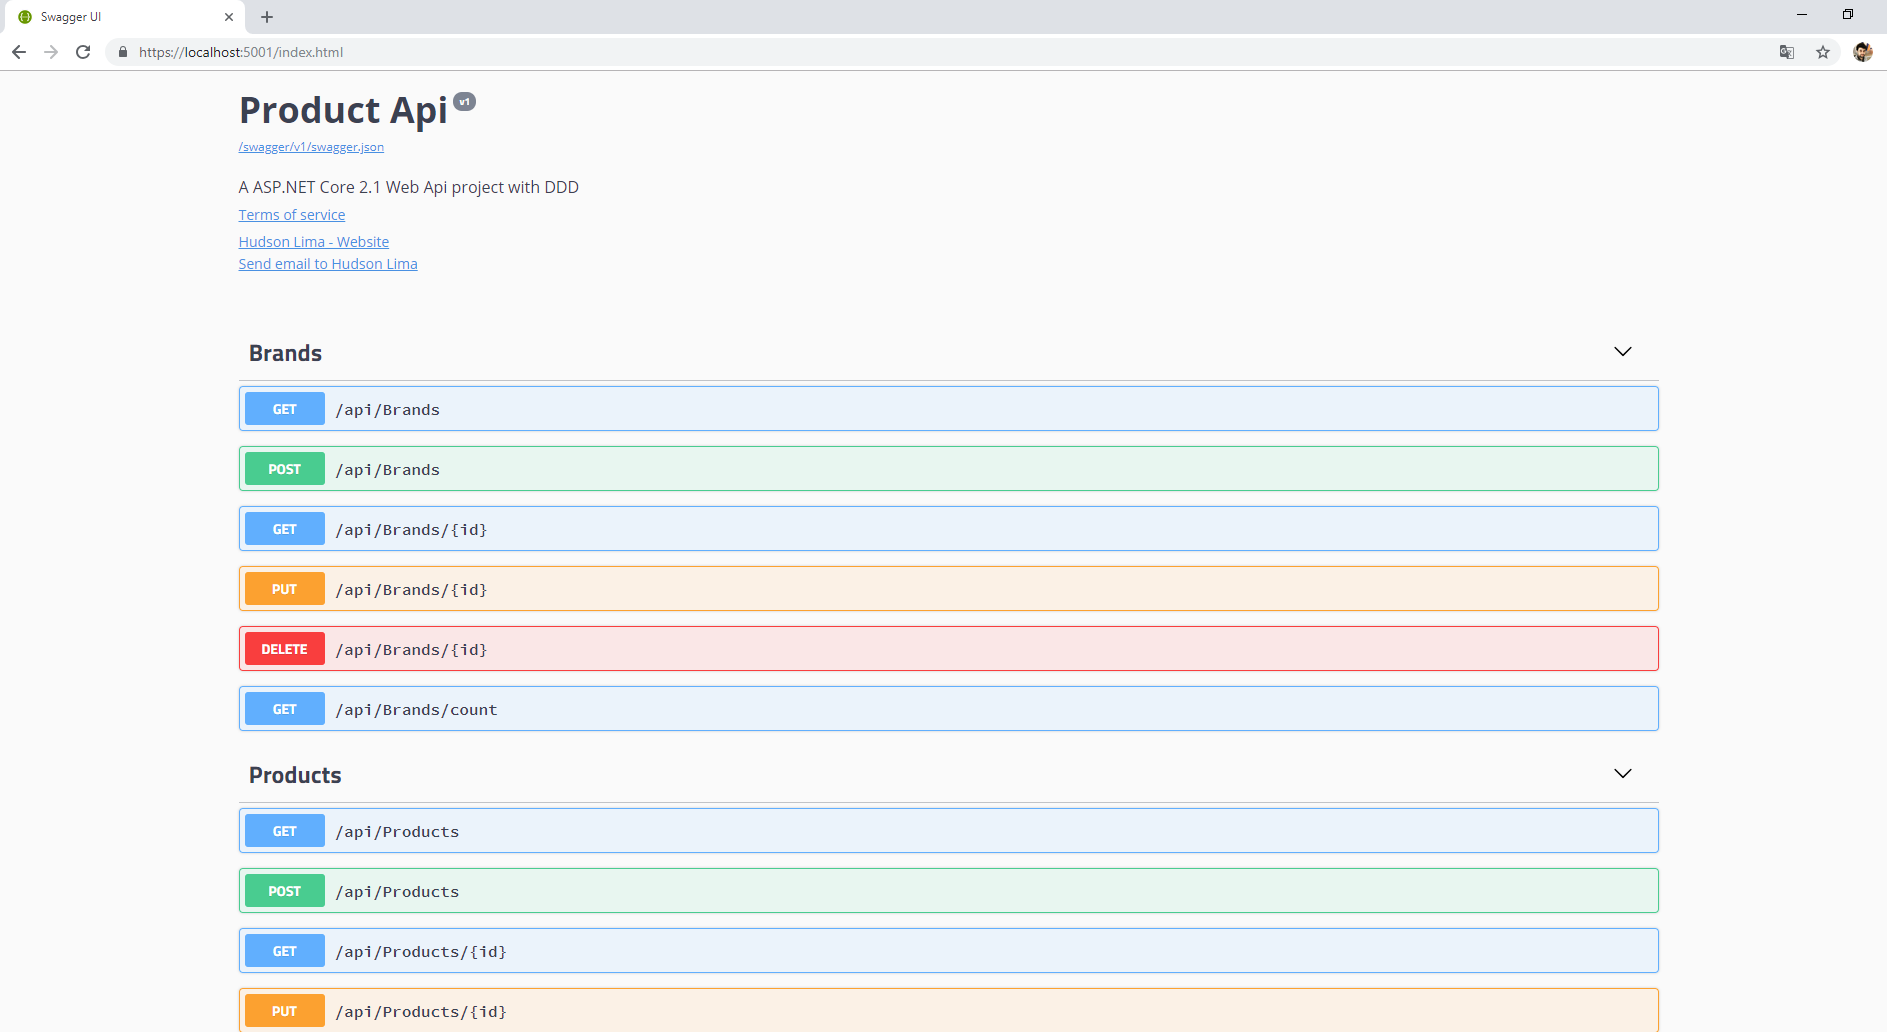 Swagger UI
https://localhost:5001/index.html
Product Api v1
/swagger/v1/swagger.json
A ASP.NET Core 2.1 Web Api project with DDD
Terms of service
Hudson Lima - Website
Send email to Hudson Lima
Brands
GET /api/Brands
POST /api/Brands
GET /api/Brands/{id}
PUT /api/Brands/{id}
DELETE /api/Brands/{id}
GET /api/Brands/count
Products
GET /api/Products
POST /api/Products
GET /api/Products/{id}
PUT /api/Products/{id}